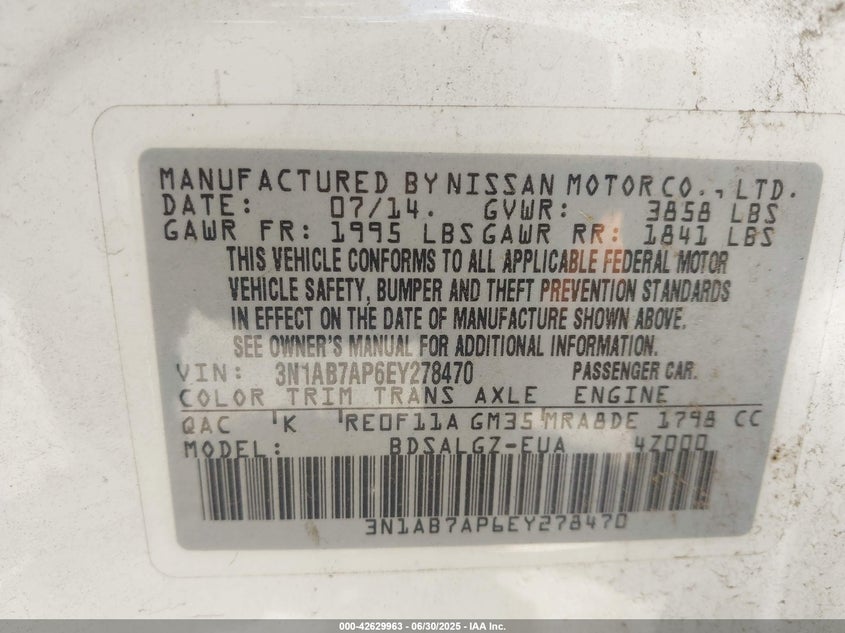 MANUFACTURED BY NISSAN MOTOR CO., LTD.
DATE: 07/14. GVWR: 3858 LBS
GAWR FR: 1995 LBS GAWR RR: 1841 LBS
THIS VEHICLE CONFORMS TO ALL APPLICABLE FEDERAL MOTOR
VEHICLE SAFETY, BUMPER AND THEFT PREVENTION STANDARDS
IN EFFECT ON THE DATE OF MANUFACTURE SHOWN ABOVE.
SEE OWNER'S MANUAL FOR ADDITIONAL INFORMATION.
VIN: 3N1AB7AP6EY278470 PASSENGER CAR.
COLOR TRIM TRANS AXLE ENGINE
QAC K RE0F11A GM35 MRA8DE 1798 CC
MODEL: BDSALGZ-EUA 4Z000
3N1AB7AP6EY278470
000-42629963 - 06/30/2025 - IAA Inc.